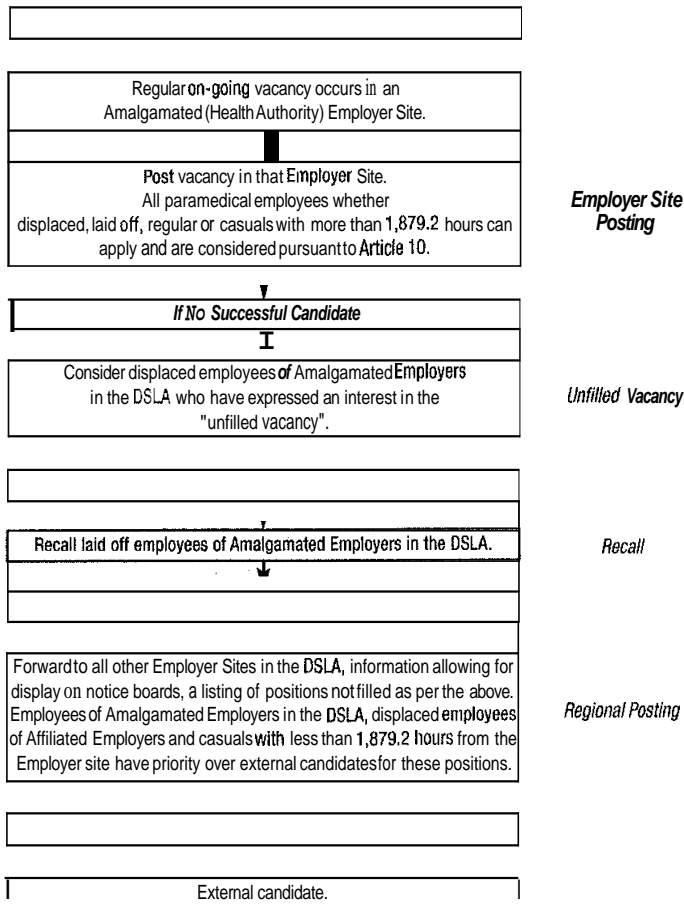 Regular on-going vacancy occurs in an
Amalgamated (Health Authority) Employer Site.
Post vacancy in that Employer Site.
All paramedical employees whether
displaced, laid off, regular or casuals with more than 1,879.2 hours can
apply and are considered pursuant to Article 10.
Employer Site
Posting
If No Successful Candidate
Consider displaced employees of Amalgamated Employers
in the DSLA who have expressed an interest in the
"unfilled vacancy".
Unfilled Vacancy
Recall laid off employees of Amalgamated Employers in the DSLA.
Recall
Forward to all other Employer Sites in the DSLA, information allowing for
display on notice boards, a listing of positions not filled as per the above.
Employees of Amalgamated Employers in the DSLA, displaced employees
of Affiliated Employers and casuals with less than 1,879.2 hours from the
Employer site have priority over external candidates for these positions.
Regional Posting
External candidate.